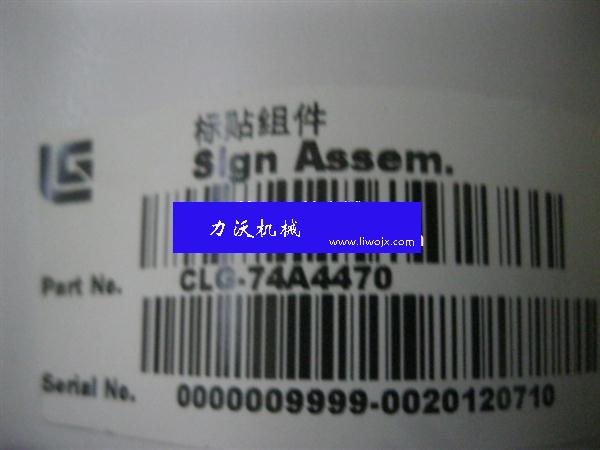 标贴組件
Sign Assem.
力沃机械
www.liwojx.com
Part No.
CLG-74A4470
Serial No.
0000009999-0020120710